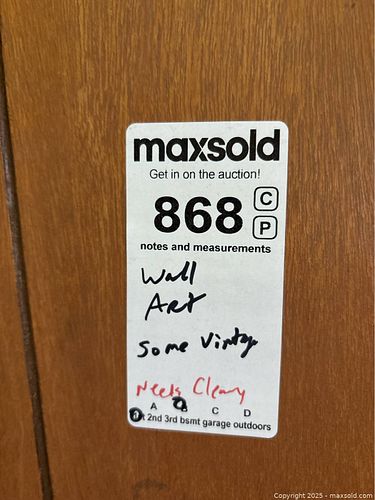 maxsold
Get in on the auction!
868 C
P
notes and measurements
Wall
Art
Some Vintage
Needs Cleany
A B C D
1st 2nd 3rd bsmt garage outdoors
Copyright 2025 - maxsold.com